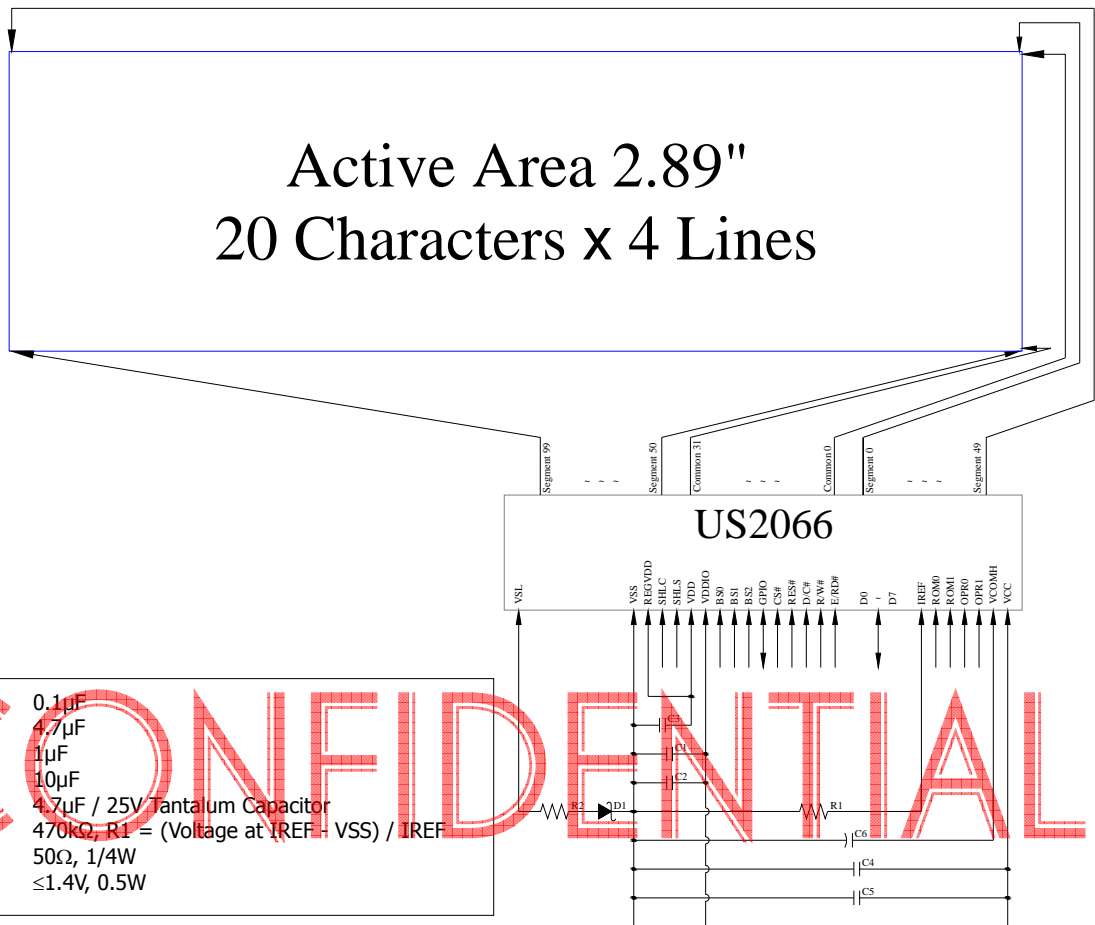 Active Area 2.89"
20 Characters x 4 Lines
Segment 99
~ ~ ~
Segment 50
Common 31
~ ~ ~
Common 0
Segment 0
~ ~ ~
Segment 49
US2066
VSL
VSS
REGVDD
SHLC
SHLS
VDD
VDDIO
BS0
BS1
BS2
GPIO
CS#
RES#
D/C#
R/W#
E/RD#
D0
~
D7
IREF
ROM0
ROM1
OPR0
OPR1
VCOMH
VCC
C3
C1
C2
R2
D1
R1
C6
C4
C5
0.1µF
4.7µF
1µF
10µF
4.7µF / 25V Tantalum Capacitor
470kΩ, R1 = (Voltage at IREF - VSS) / IREF
50Ω, 1/4W
≤1.4V, 0.5W
CONFIDENTIAL